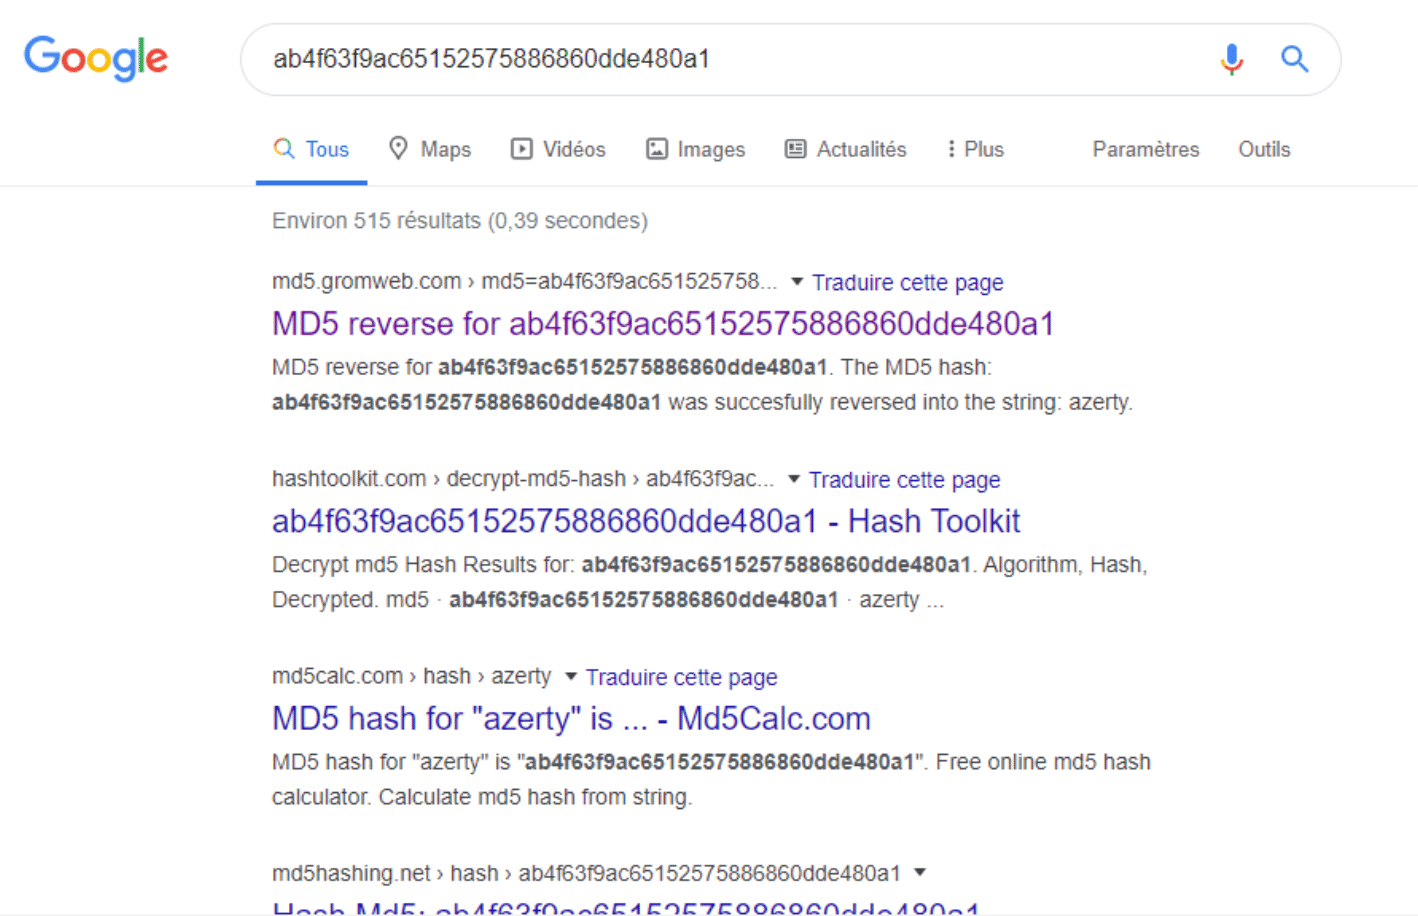 Google
ab4f63f9ac65152575886860dde480a1
Tous Maps Vidéos Images Actualités Plus Paramètres Outils
Environ 515 résultats (0,39 secondes)
md5.gromweb.com › md5=ab4f63f9ac651525758... Traduire cette page
MD5 reverse for ab4f63f9ac65152575886860dde480a1
MD5 reverse for ab4f63f9ac65152575886860dde480a1. The MD5 hash:
ab4f63f9ac65152575886860dde480a1 was succesfully reversed into the string: azerty.
hashtoolkit.com › decrypt-md5-hash › ab4f63f9ac... Traduire cette page
ab4f63f9ac65152575886860dde480a1 - Hash Toolkit
Decrypt md5 Hash Results for: ab4f63f9ac65152575886860dde480a1. Algorithm, Hash,
Decrypted. md5 · ab4f63f9ac65152575886860dde480a1 · azerty ...
md5calc.com › hash › azerty Traduire cette page
MD5 hash for "azerty" is ... - Md5Calc.com
MD5 hash for "azerty" is "ab4f63f9ac65152575886860dde480a1". Free online md5 hash
calculator. Calculate md5 hash from string.
md5hashing.net › hash › ab4f63f9ac65152575886860dde480a1
Hash Md5: ab4f63f9ac65152575886860dde480a1